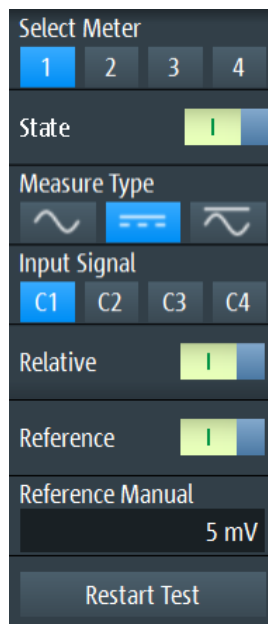 Select Meter
1 2 3 4
State
Measure Type
Input Signal
C1 C2 C3 C4
Relative
Reference
Reference Manual
5 mV
Restart Test